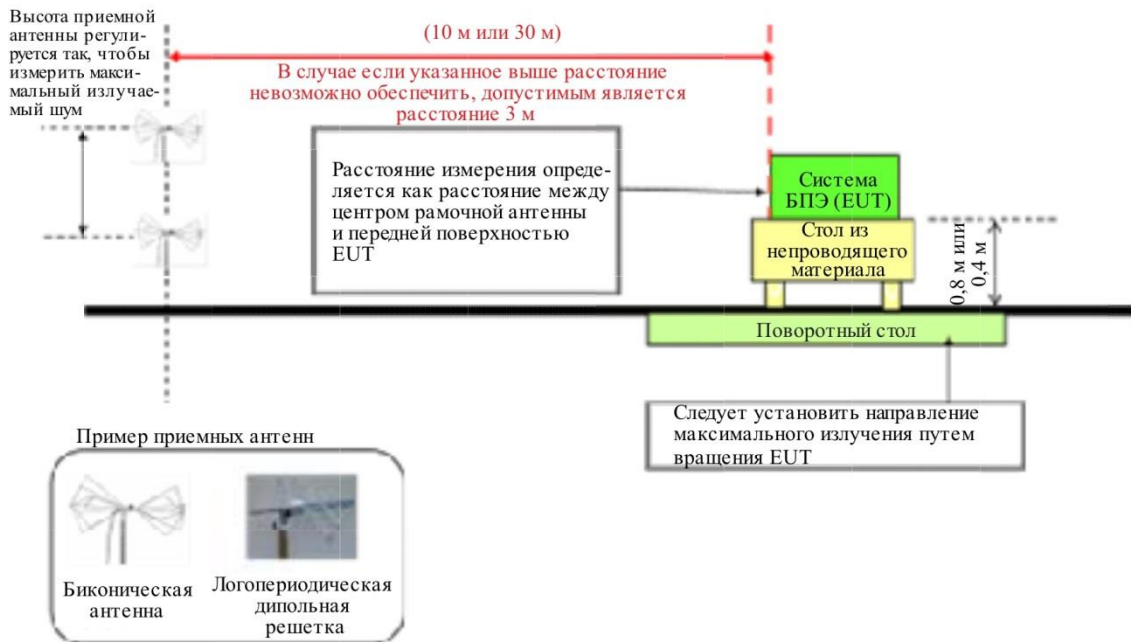 Высота приемной
антенны регули-
руется так, чтобы
измерить макси-
мальный излучае-
мый шум
(10 м или 30 м)
В случае если указанное выше расстояние
невозможно обеспечить, допустимым является
расстояние 3 м
Расстояние измерения опреде-
ляется как расстояние между
центром рамочной антенны
и передней поверхностью
EUT
Система
БПЭ (EUT)
Стол из
непроводящего
материала
0,8 м или
0,4 м
Поворотный стол
Следует установить направление
максимального излучения путем
вращения EUT
Пример приемных антенн
Биконическая
антенна
Логопериодическая
дипольная
решетка